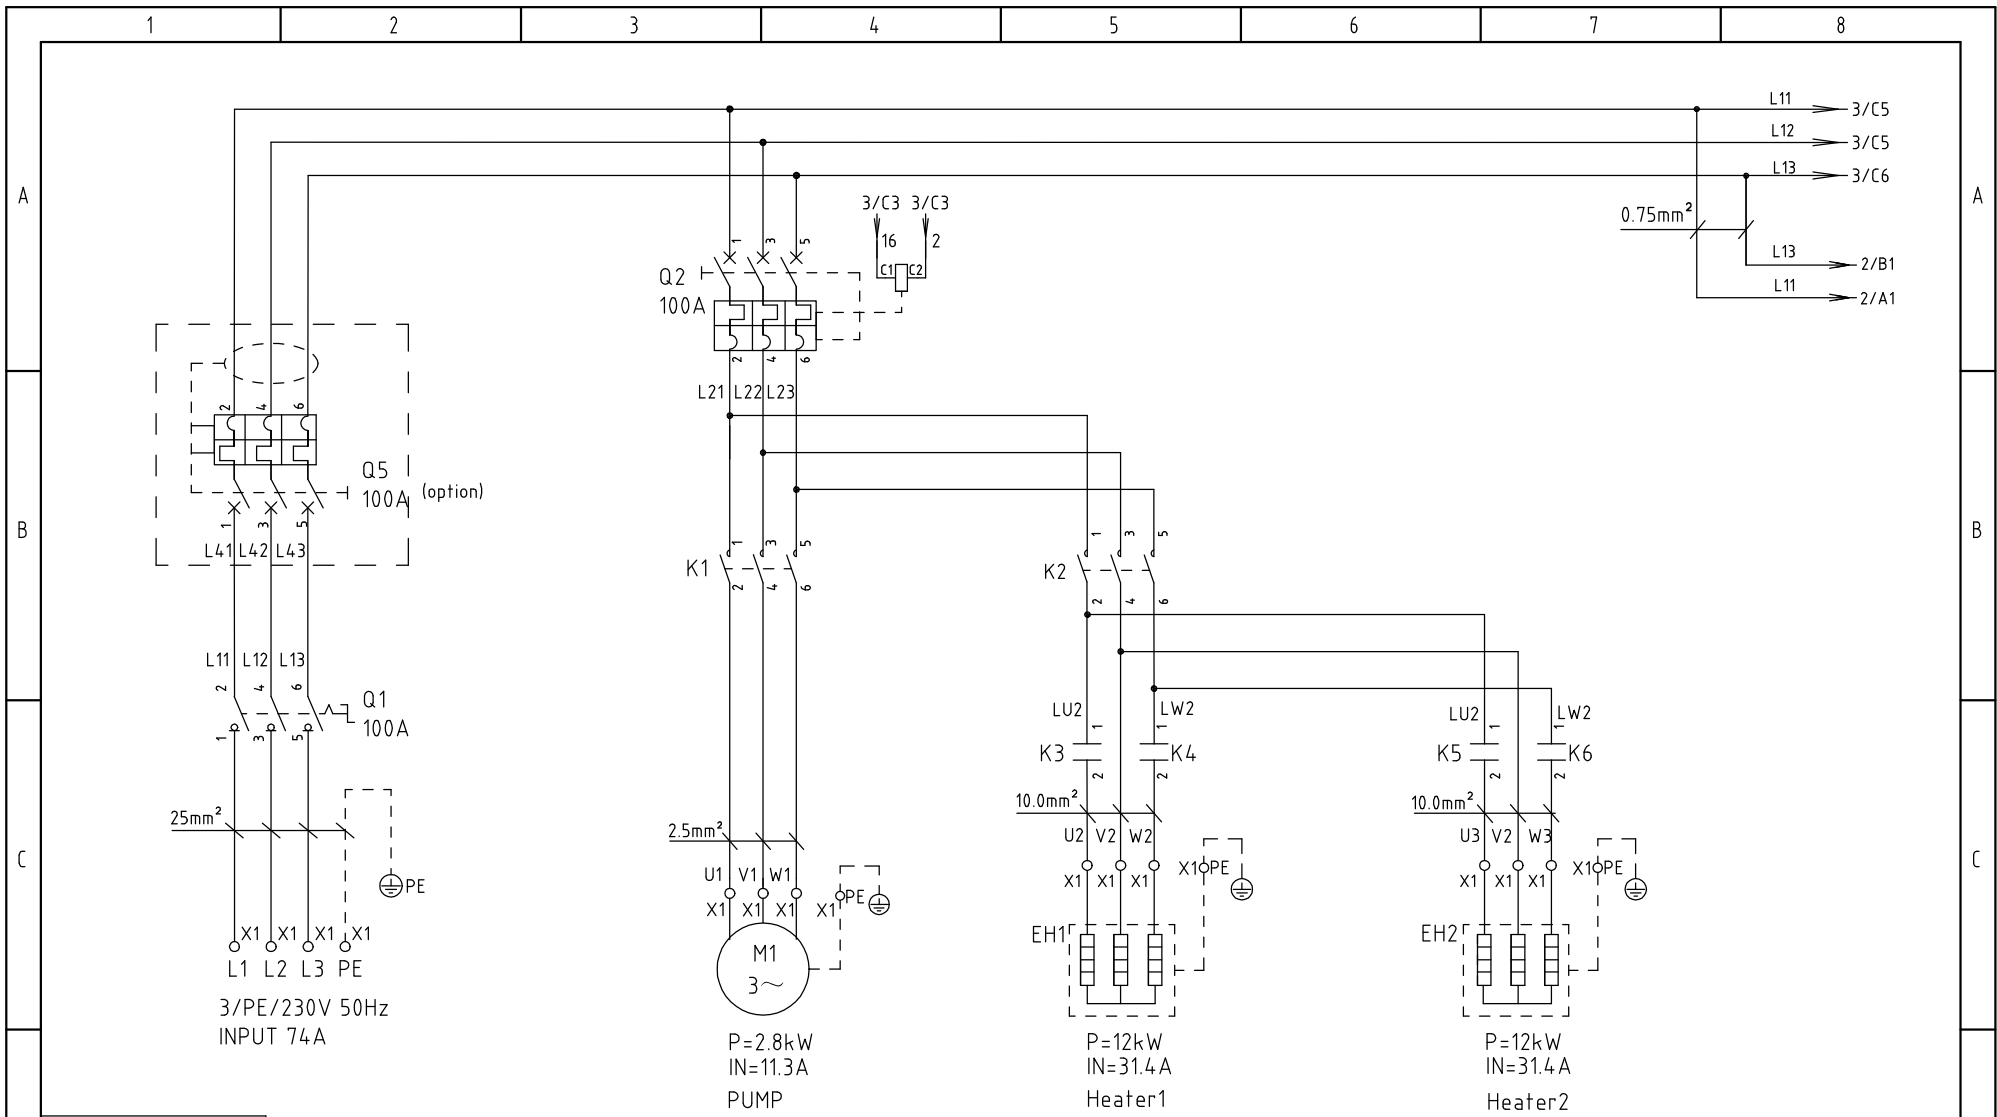 1 2 3 4 5 6 7 8
L11 3/C5
L12 3/C5
L13 3/C6
A A
3/C3 3/C3
0.75mm²
16 2
1 3 5
L13 2/B1
C1 C2
Q2
100A
L11 2/A1
2 4 6
L21 L22 L23
2 4 6
Q5
100A (option)
1 3 5
B B
L41 L42 L43
1 3 5
1 3 5
K1
K2
2 4 6
2 4 6
L11 L12 L13
2 4 6
Q1
100A
1 3 5
LU2 LW2
1 1
K3 K4
2 2
LU2 LW2
1 1
K5 K6
2 2
25mm²
2.5mm²
10.0mm²
10.0mm²
U2 V2 W2
U3 V2 W3
C C
PE
U1 V1 W1
X1 X1 X1 X1 PE
X1 X1 X1 X1 PE
X1 X1 X1 X1 PE
X1 X1 X1 X1
L1 L2 L3 PE
EH1
EH2
M1
3~
3/PE/230V 50Hz
INPUT 74A
P=2.8kW
IN=11.3A
PUMP
P=12kW
IN=31.4A
Heater1
P=12kW
IN=31.4A
Heater2